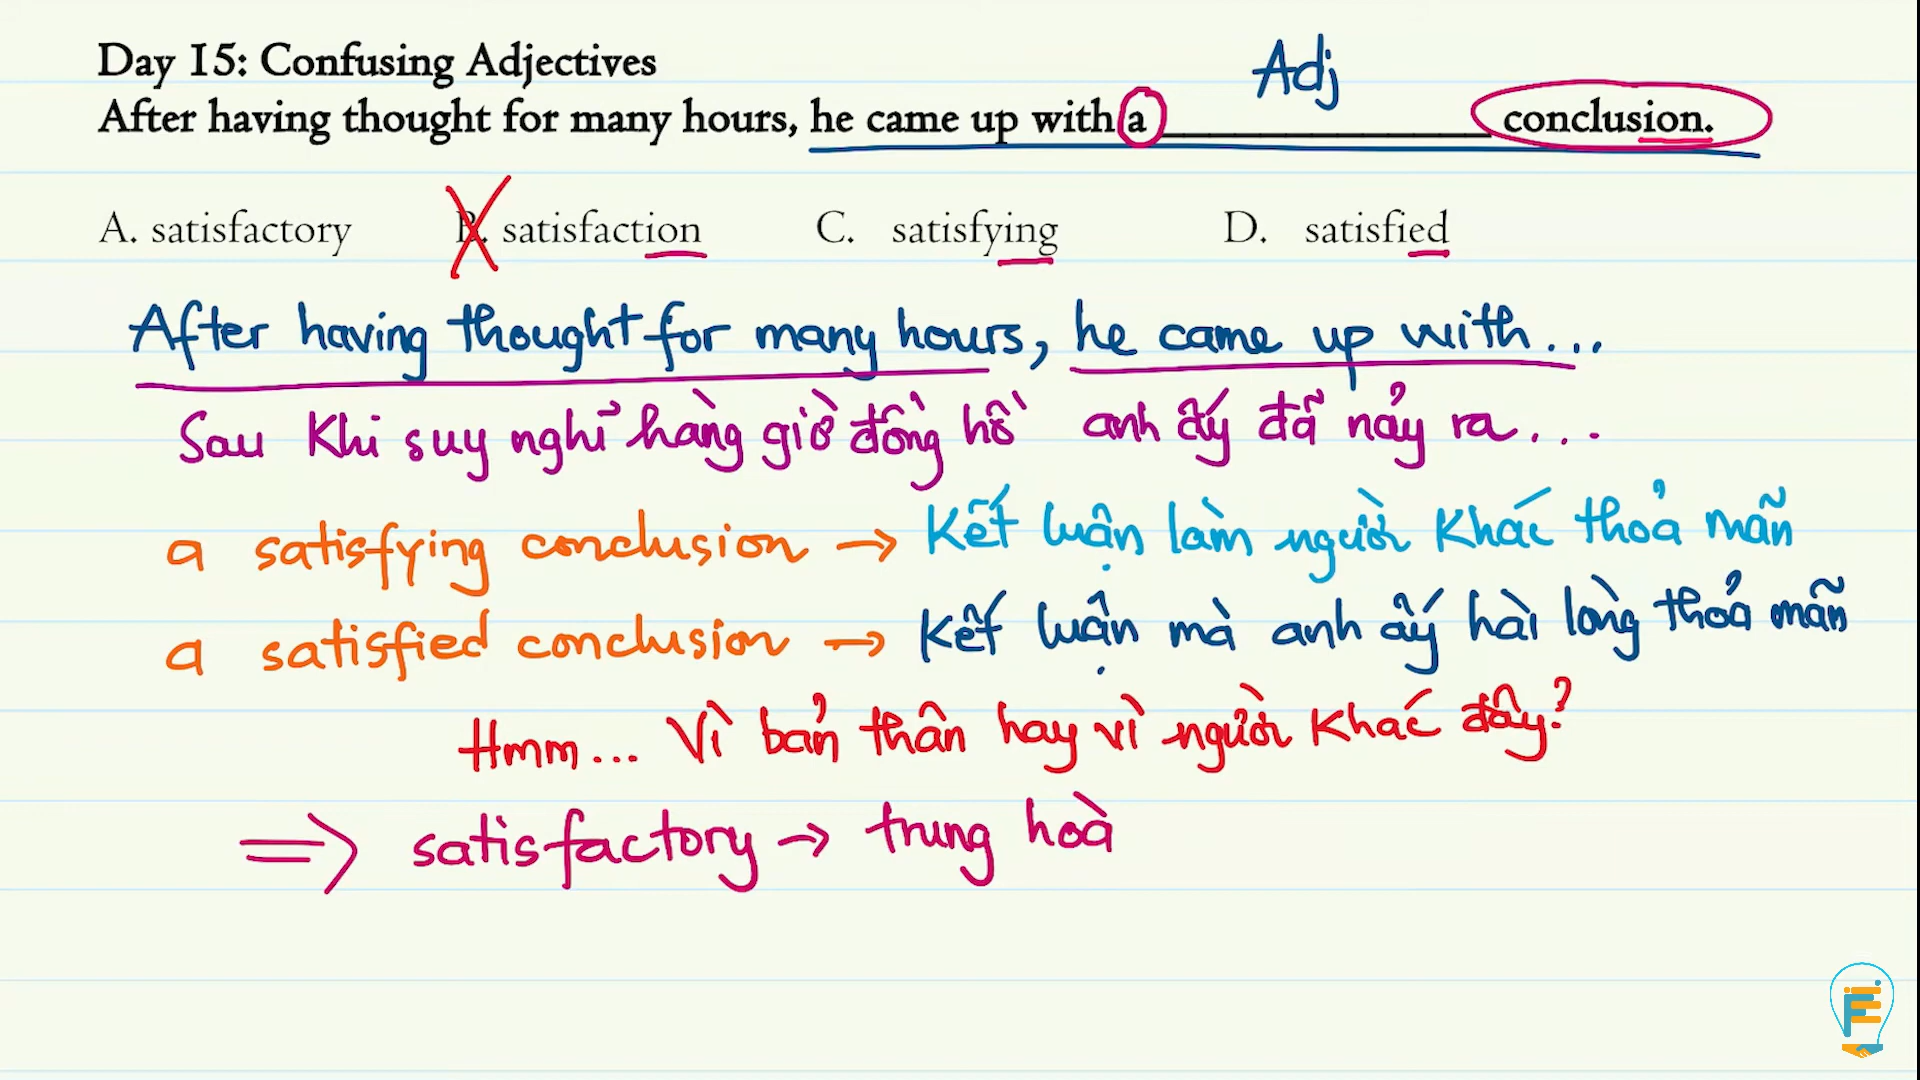 Day 15: Confusing Adjectives
Adj
After having thought for many hours, he came up with a ______________ conclusion.
A. satisfactory B. satisfaction C. satisfying D. satisfied
After having thought for many hours, he came up with...
Sau khi suy nghĩ hàng giờ đồng hồ anh ấy đã nảy ra...
a satisfying conclusion → Kết luận làm người khác thỏa mãn
a satisfied conclusion → Kết luận mà anh ấy hài lòng thỏa mãn
Hmm... Vì bản thân hay vì người khác đây?
⇒ satisfactory → trung hoà